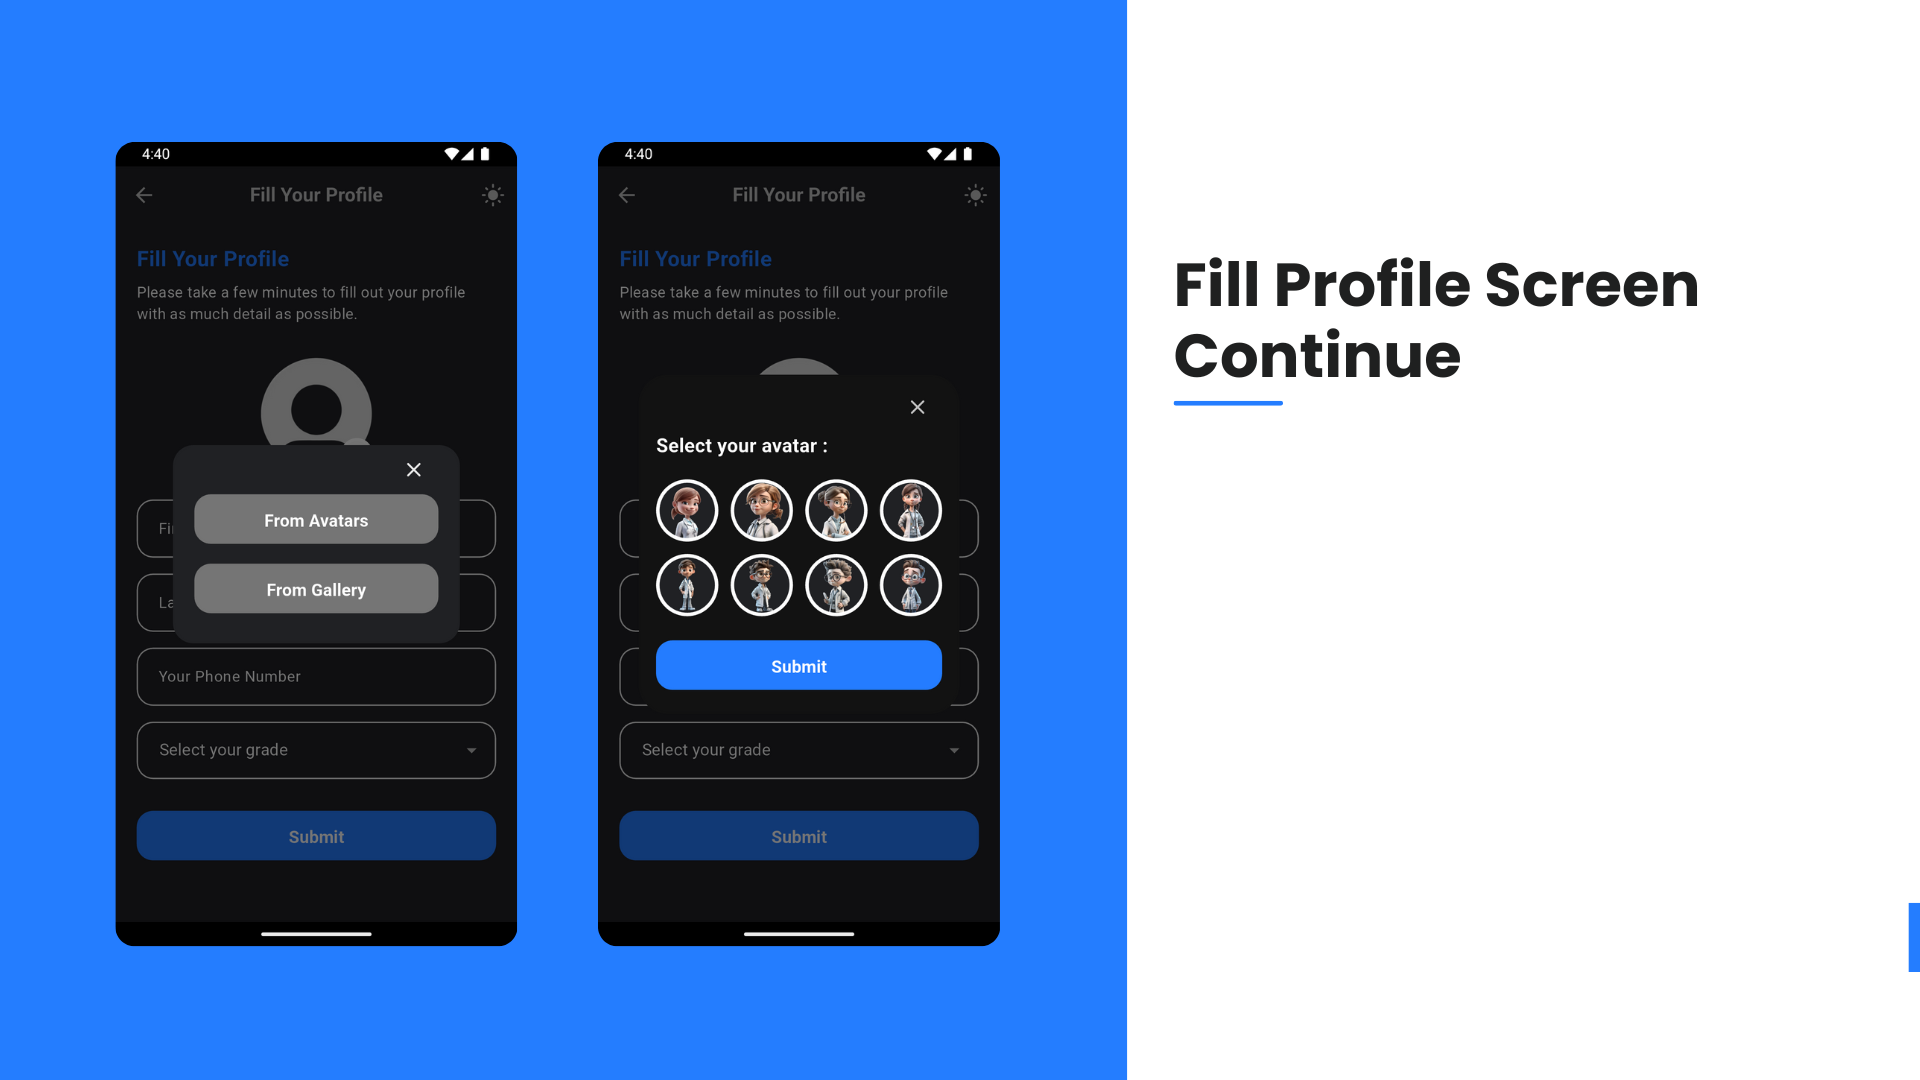 4:40
Fill Your Profile
Fill Your Profile
Please take a few minutes to fill out your profile
with as much detail as possible.
From Avatars
From Gallery
Your Phone Number
Select your grade
Submit
4:40
Fill Your Profile
Fill Your Profile
Please take a few minutes to fill out your profile
with as much detail as possible.
Select your avatar :
Submit
Select your grade
Submit
Fill Profile Screen
Continue